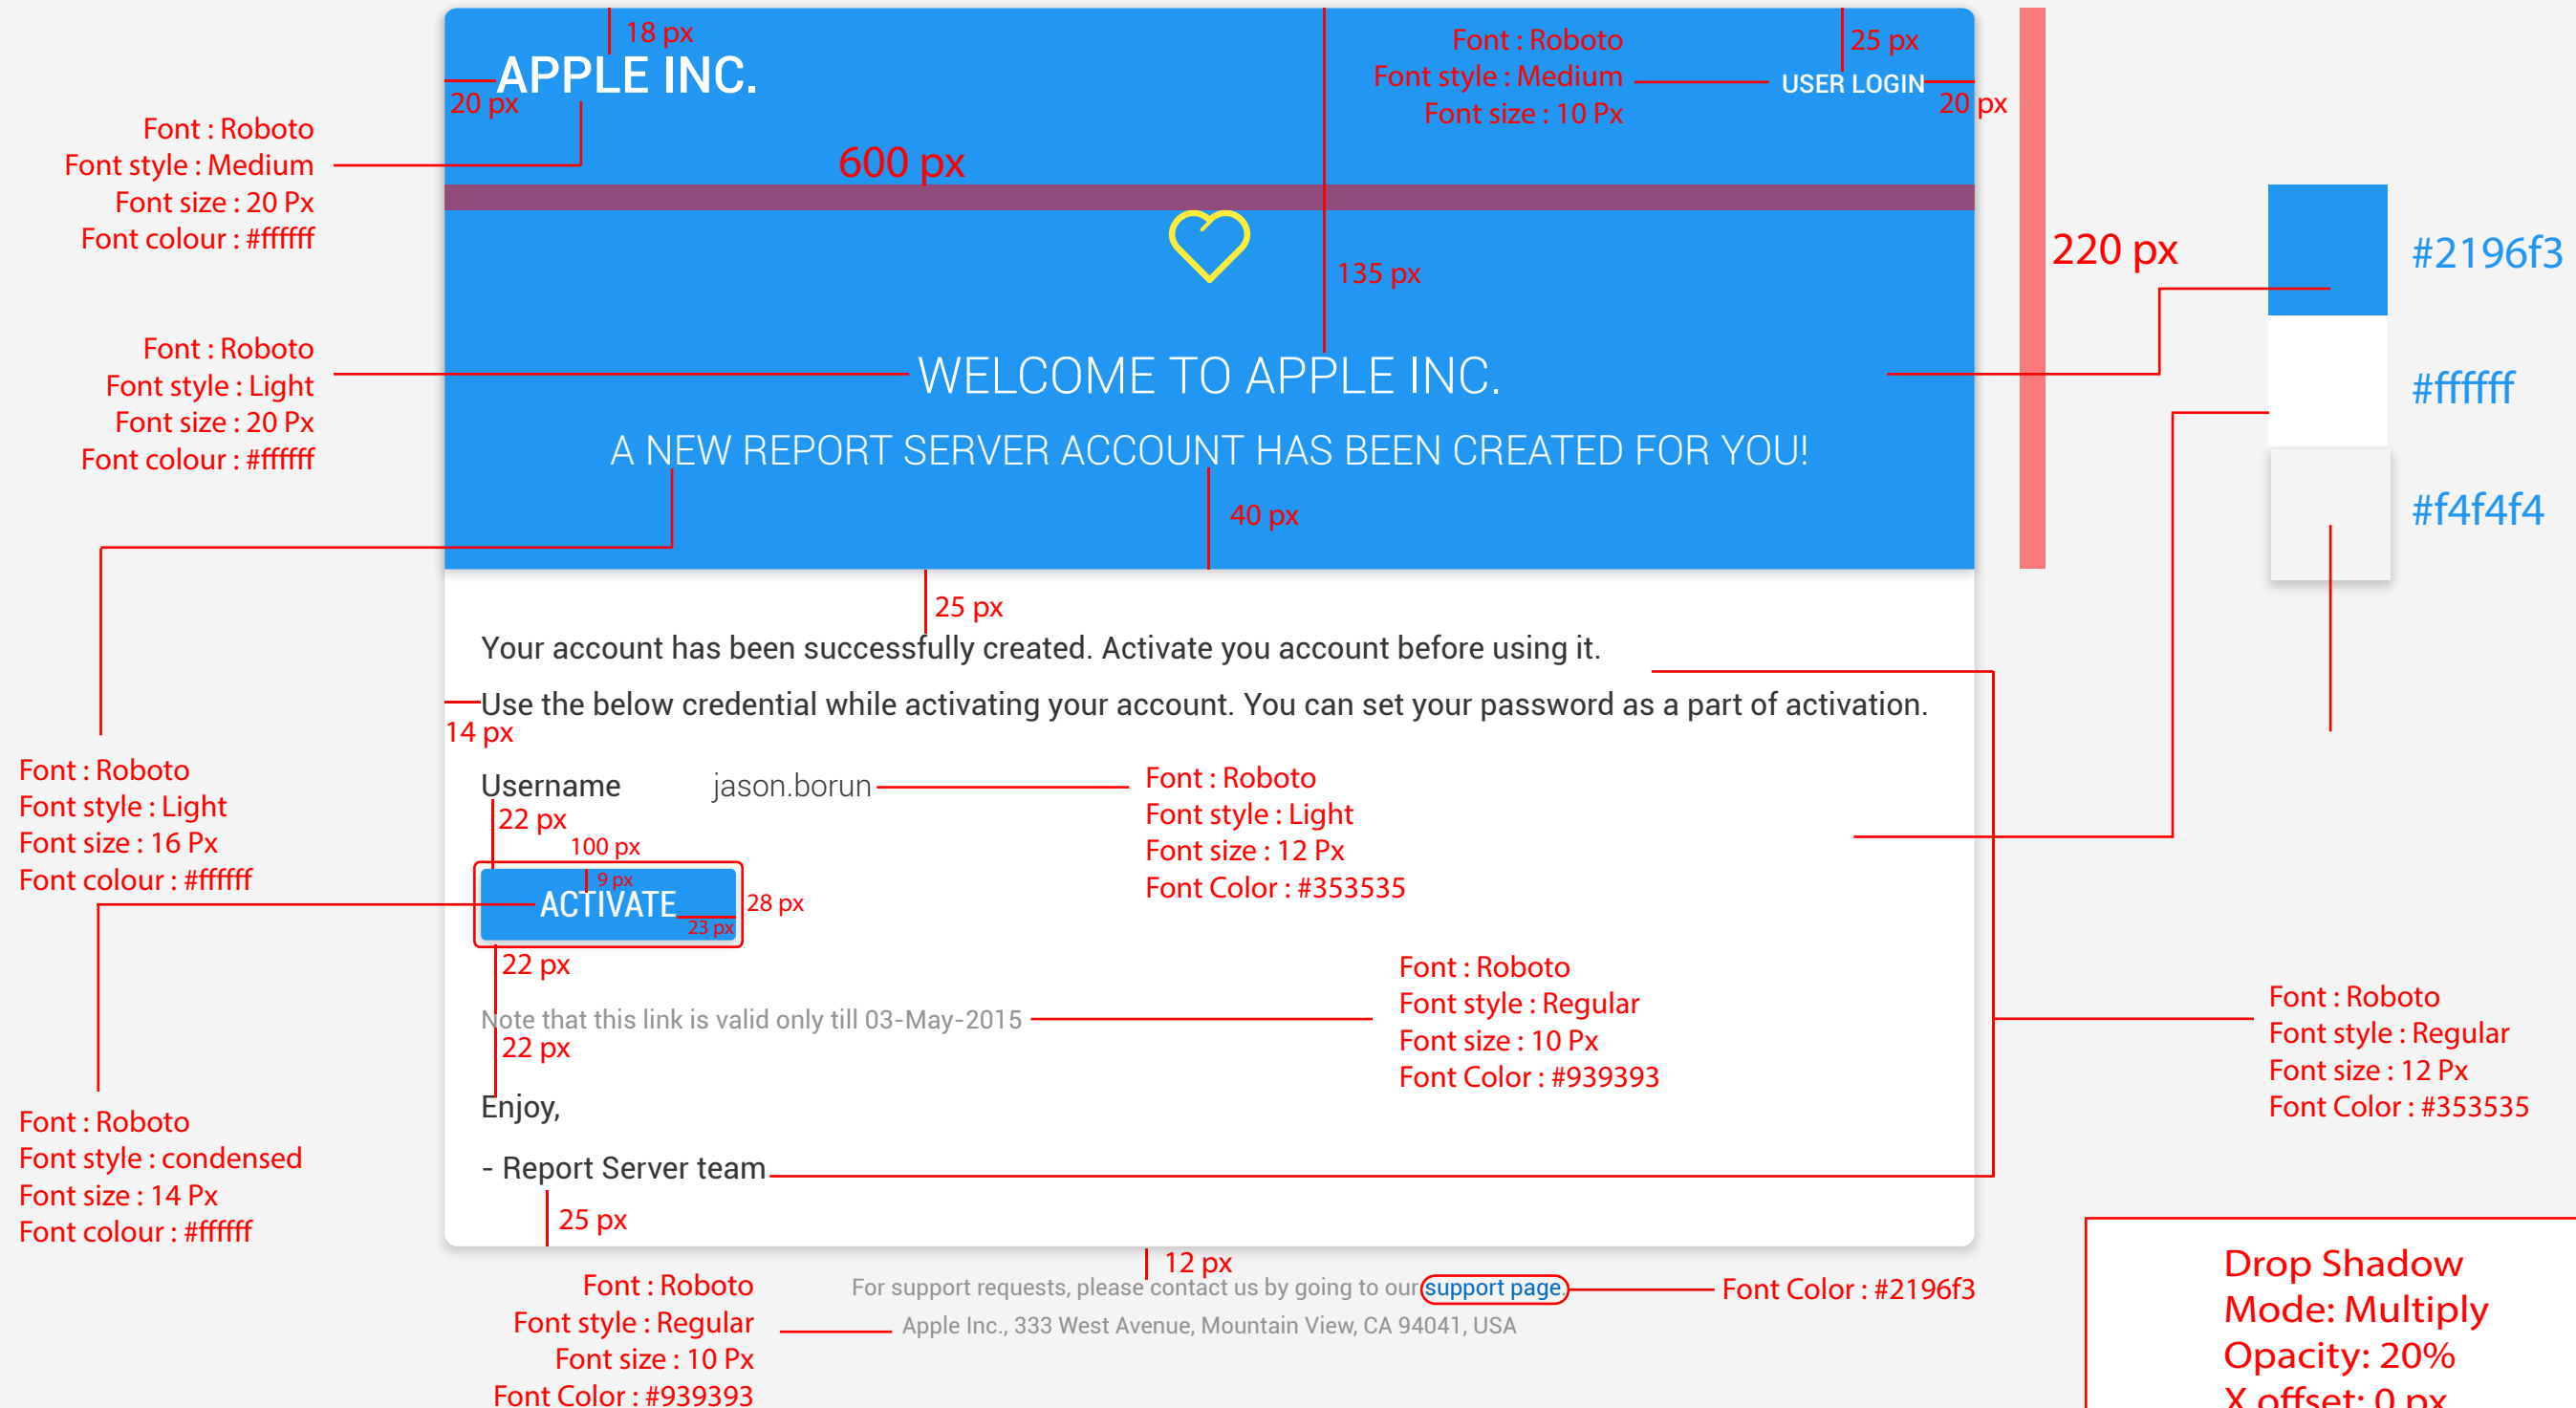 18 px
APPLE INC.
20 px
Font : Roboto
Font style : Medium
Font size : 10 Px
25 px
USER LOGIN
20 px
Font : Roboto
Font style : Medium
Font size : 20 Px
Font colour : #ffffff
600 px
135 px
220 px
#2196f3
#ffffff
#f4f4f4
Font : Roboto
Font style : Light
Font size : 20 Px
Font colour : #ffffff
WELCOME TO APPLE INC.
A NEW REPORT SERVER ACCOUNT HAS BEEN CREATED FOR YOU!
40 px
25 px
Your account has been successfully created. Activate you account before using it.
Use the below credential while activating your account. You can set your password as a part of activation.
14 px
Font : Roboto
Font style : Light
Font size : 16 Px
Font colour : #ffffff
Username jason.borun
Font : Roboto
Font style : Light
Font size : 12 Px
Font Color : #353535
22 px
100 px
9 px
ACTIVATE
28 px
23 px
22 px
Note that this link is valid only till 03-May-2015
Font : Roboto
Font style : Regular
Font size : 10 Px
Font Color : #939393
22 px
Font : Roboto
Font style : Regular
Font size : 12 Px
Font Color : #353535
Enjoy,
- Report Server team
Font : Roboto
Font style : condensed
Font size : 14 Px
Font colour : #ffffff
25 px
12 px
For support requests, please contact us by going to our support page.
Font Color : #2196f3
Apple Inc., 333 West Avenue, Mountain View, CA 94041, USA
Font : Roboto
Font style : Regular
Font size : 10 Px
Font Color : #939393
Drop Shadow
Mode: Multiply
Opacity: 20%
X offset: 0 px